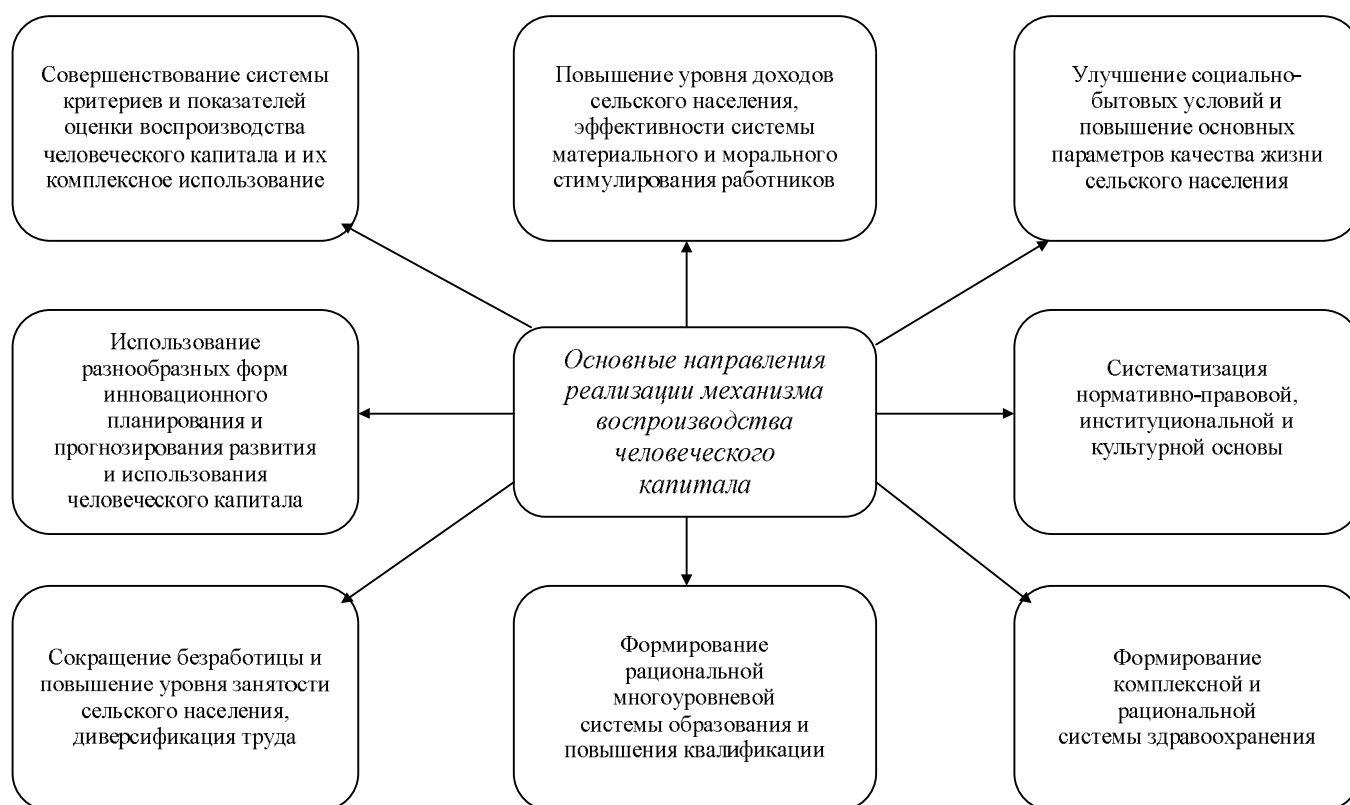 Совершенствование системы
критериев и показателей
оценки воспроизводства
человеческого капитала и их
комплексное использование
Повышение уровня доходов
сельского населения,
эффективности системы
материального и морального
стимулирования работников
Улучшение социально-
бытовых условий и
повышение основных
параметров качества жизни
сельского населения
Использование
разнообразных форм
инновационного
планирования и
прогнозирования развития
и использования
человеческого капитала
Основные направления
реализации механизма
воспроизводства
человеческого
капитала
Систематизация
нормативно-правовой,
институциональной и
культурной основы
Сокращение безработицы и
повышение уровня занятости
сельского населения,
диверсификация труда
Формирование
рациональной
многоуровневой
системы образования и
повышения квалификации
Формирование
комплексной и
рациональной
системы здравоохранения